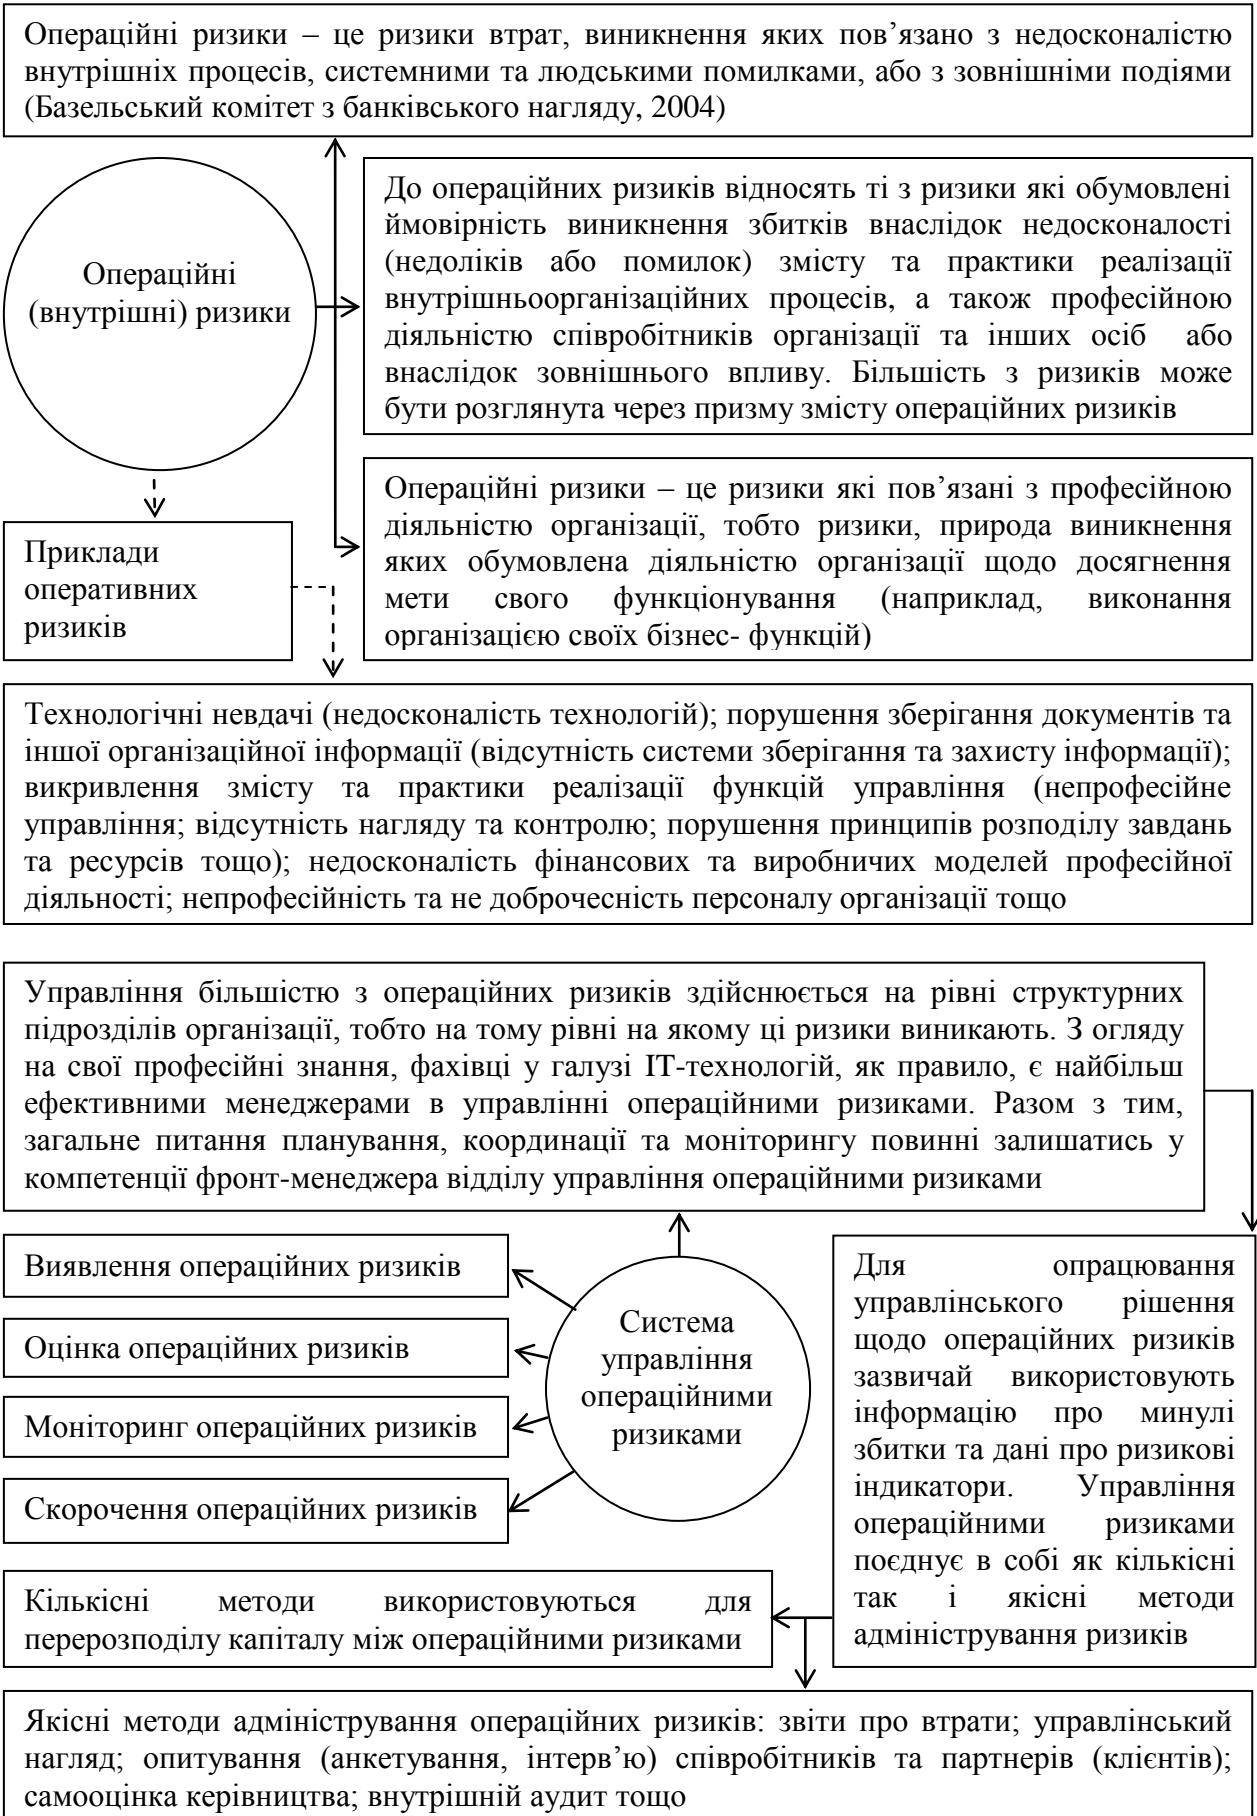 Операційні ризики – це ризики втрат, виникнення яких пов’язано з недосконалістю
внутрішніх процесів, системними та людськими помилками, або з зовнішніми подіями
(Базельський комітет з банківського нагляду, 2004)
Операційні
(внутрішні) ризики
До операційних ризиків відносять ті з ризики які обумовлені
ймовірність виникнення збитків внаслідок недосконалості
(недоліків або помилок) змісту та практики реалізації
внутрішньоорганізаційних процесів, а також професійною
діяльністю співробітників організації та інших осіб або
внаслідок зовнішнього впливу. Більшість з ризиків може
бути розглянута через призму змісту операційних ризиків
Операційні ризики – це ризики які пов’язані з професійною
діяльністю організації, тобто ризики, природа виникнення
яких обумовлена діяльністю організації щодо досягнення
мети свого функціонування (наприклад, виконання
організацією своїх бізнес- функцій)
Приклади
оперативних
ризиків
Технологічні невдачі (недосконалість технологій); порушення зберігання документів та
іншої організаційної інформації (відсутність системи зберігання та захисту інформації);
викривлення змісту та практики реалізації функцій управління (непрофесійне
управління; відсутність нагляду та контролю; порушення принципів розподілу завдань
та ресурсів тощо); недосконалість фінансових та виробничих моделей професійної
діяльності; непрофесійність та не доброчесність персоналу організації тощо
Управління більшістю з операційних ризиків здійснюється на рівні структурних
підрозділів організації, тобто на тому рівні на якому ці ризики виникають. З огляду
на свої професійні знання, фахівці у галузі ІТ-технологій, як правило, є найбільш
ефективними менеджерами в управлінні операційними ризиками. Разом з тим,
загальне питання планування, координації та моніторингу повинні залишатись у
компетенції фронт-менеджера відділу управління операційними ризиками
Виявлення операційних ризиків
Оцінка операційних ризиків
Моніторинг операційних ризиків
Скорочення операційних ризиків
Система
управління
операційними
ризиками
Для опрацювання
управлінського рішення
щодо операційних ризиків
зазвичай використовують
інформацію про минулі
збитки та дані про ризикові
індикатори. Управління
операційними ризиками
поєднує в собі як кількісні
так і якісні методи
адміністрування ризиків
Кількісні методи використовуються для
перерозподілу капіталу між операційними ризиками
Якісні методи адміністрування операційних ризиків: звіти про втрати; управлінський
нагляд; опитування (анкетування, інтерв’ю) співробітників та партнерів (клієнтів);
самооцінка керівництва; внутрішній аудит тощо